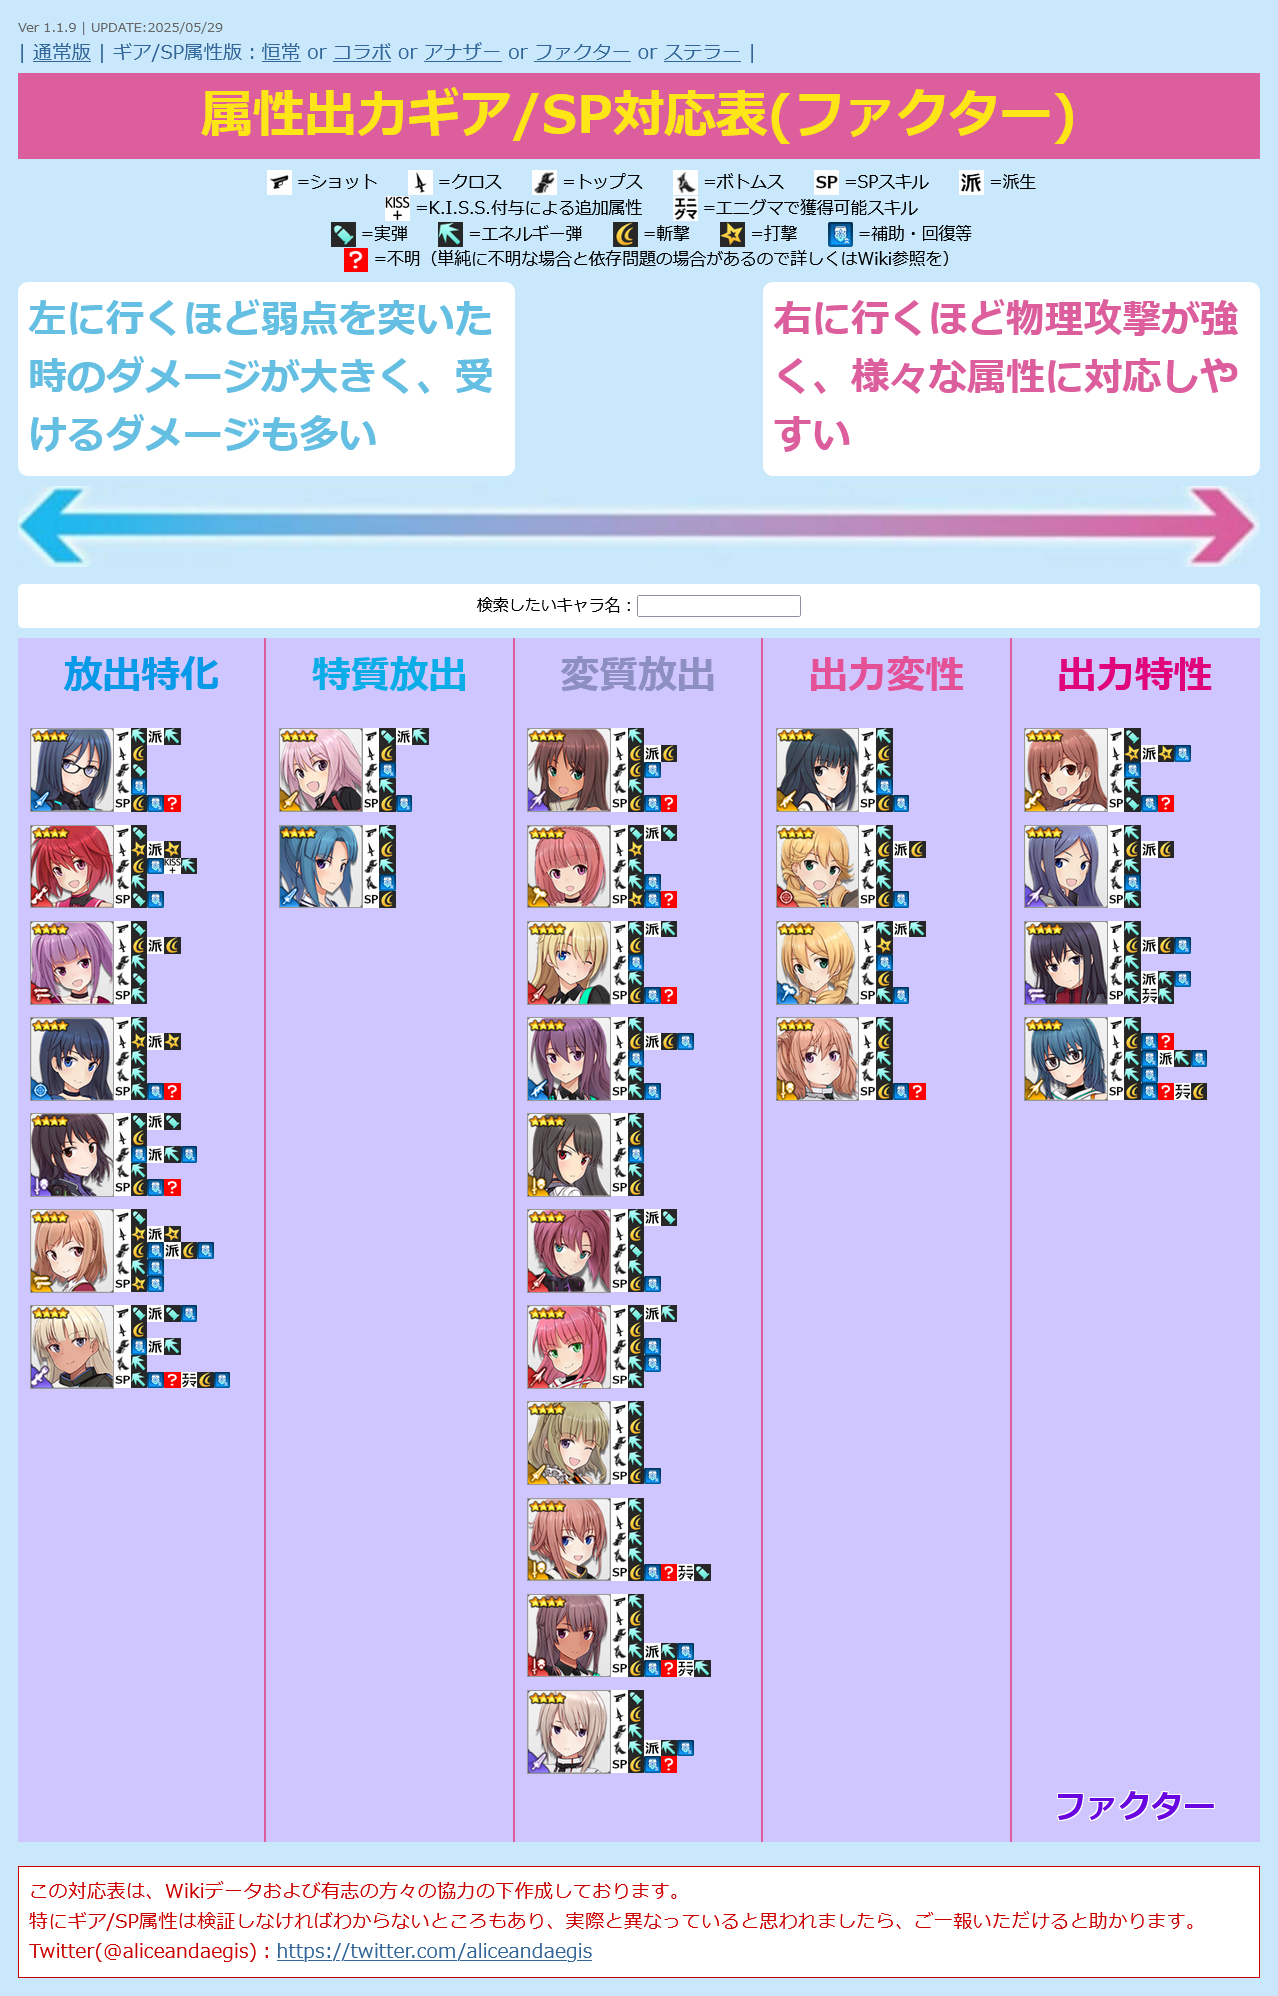 Ver 1.1.9 | UPDATE:2025/05/29
| 通常版 | ギア/SP属性版：恒常 or コラボ or アナザー or ファクター or ステラー |
属性出力ギア/SP対応表(ファクター)
=ショット =クロス =トップス =ボトムス SP =SPスキル 派 =派生
KISS+ =K.I.S.S.付与による追加属性 エニグマ =エニグマで獲得可能スキル
=実弾 =エネルギー弾 =斬撃 =打撃 =補助・回復等
? =不明（単純に不明な場合と依存問題の場合があるので詳しくはWiki参照を）
左に行くほど弱点を突いた
時のダメージが大きく、受
けるダメージも多い
右に行くほど物理攻撃が強
く、様々な属性に対応しや
すい
検索したいキャラ名：
放出特化 特質放出 変質放出 出力変性 出力特性
ファクター
この対応表は、Wikiデータおよび有志の方々の協力の下作成しております。
特にギア/SP属性は検証しなければわからないところもあり、実際と異なっていると思われましたら、ご一報いただけると助かります。
Twitter(@aliceandaegis)：https://twitter.com/aliceandaegis